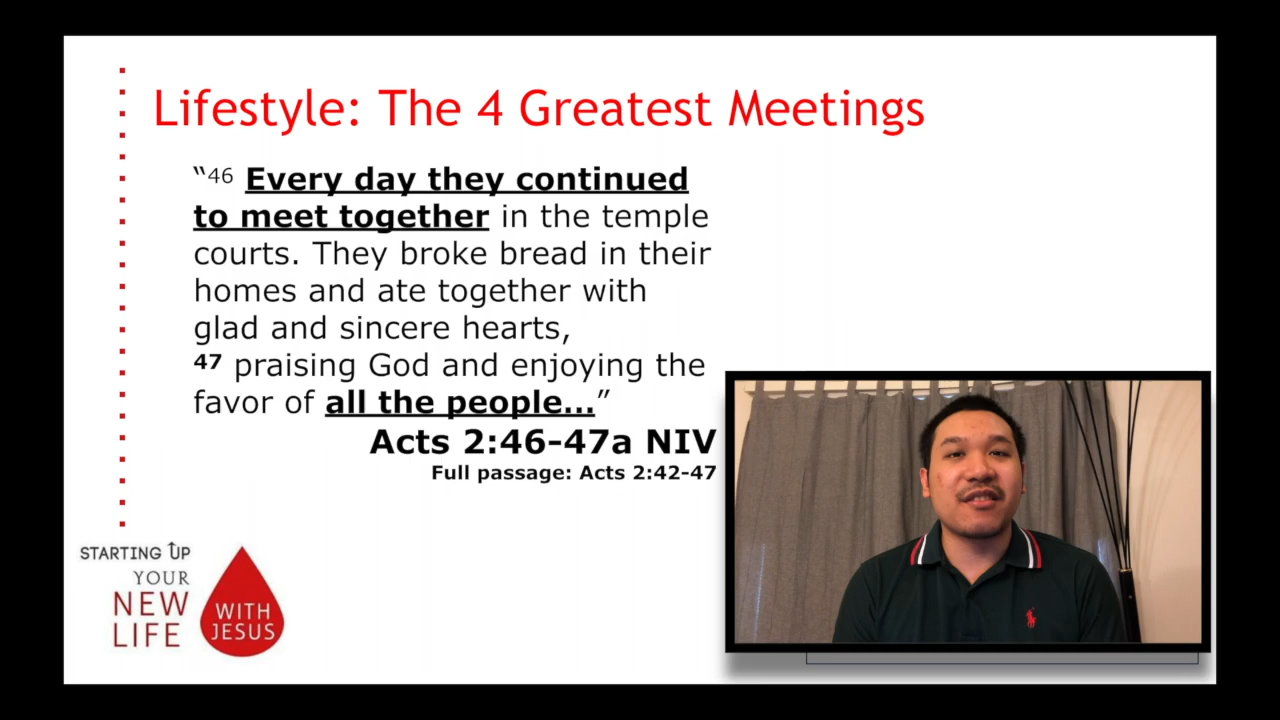 Lifestyle: The 4 Greatest Meetings
“46 Every day they continued
to meet together in the temple
courts. They broke bread in their
homes and ate together with
glad and sincere hearts,
47 praising God and enjoying the
favor of all the people…”
Acts 2:46-47a NIV
Full passage: Acts 2:42-47
STARTING UP
YOUR
NEW
LIFE
WITH
JESUS